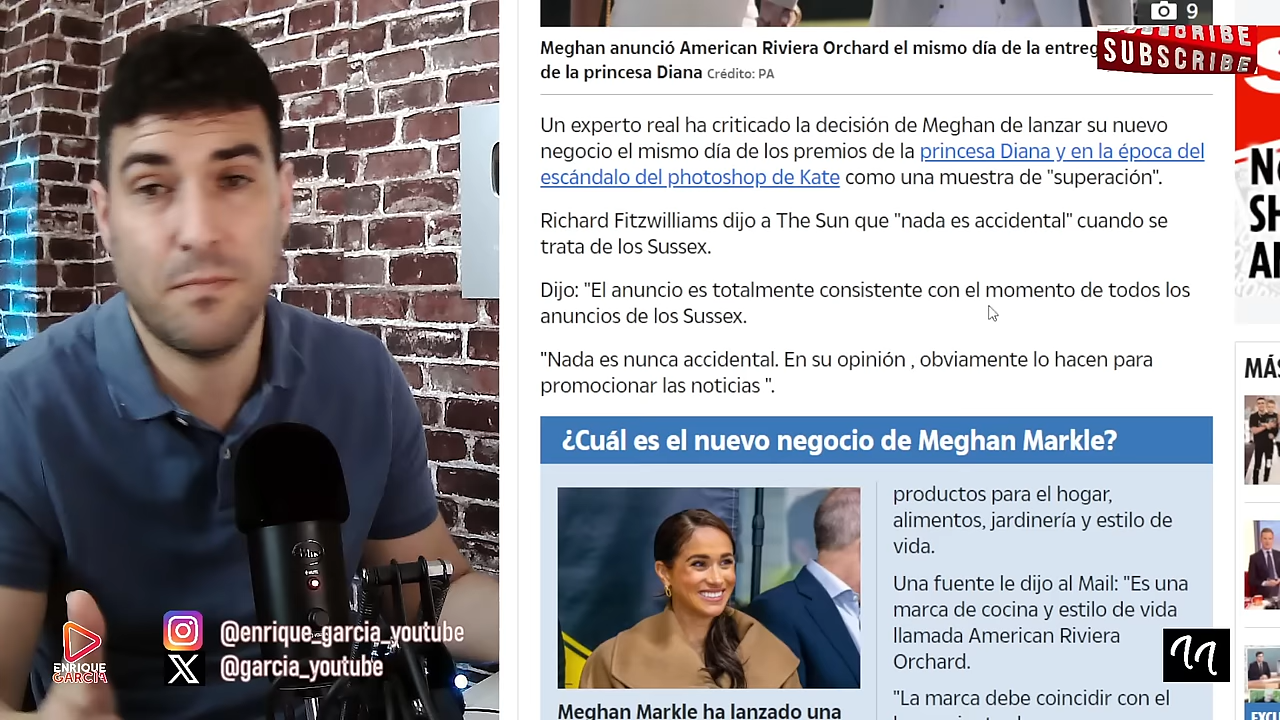 9
Meghan anunció American Riviera Orchard el mismo día de la entreg
de la princesa Diana Crédito: PA
SUBSCRIBE
SUBSCRIBE
Un experto real ha criticado la decisión de Meghan de lanzar su nuevo
negocio el mismo día de los premios de la princesa Diana y en la época del
escándalo del photoshop de Kate como una muestra de "superación".
Richard Fitzwilliams dijo a The Sun que "nada es accidental" cuando se
trata de los Sussex.
Dijo: "El anuncio es totalmente consistente con el momento de todos los
anuncios de los Sussex.
"Nada es nunca accidental. En su opinión , obviamente lo hacen para
promocionar las noticias ".
¿Cuál es el nuevo negocio de Meghan Markle?
productos para el hogar,
alimentos, jardinería y estilo de
vida.
Una fuente le dijo al Mail: "Es una
marca de cocina y estilo de vida
llamada American Riviera
Orchard.
"La marca debe coincidir con el
Meghan Markle ha lanzado una
SH
MÁS
ENRIQUE
GARCIA
@enrique_garcia_youtube
@garcia_youtube